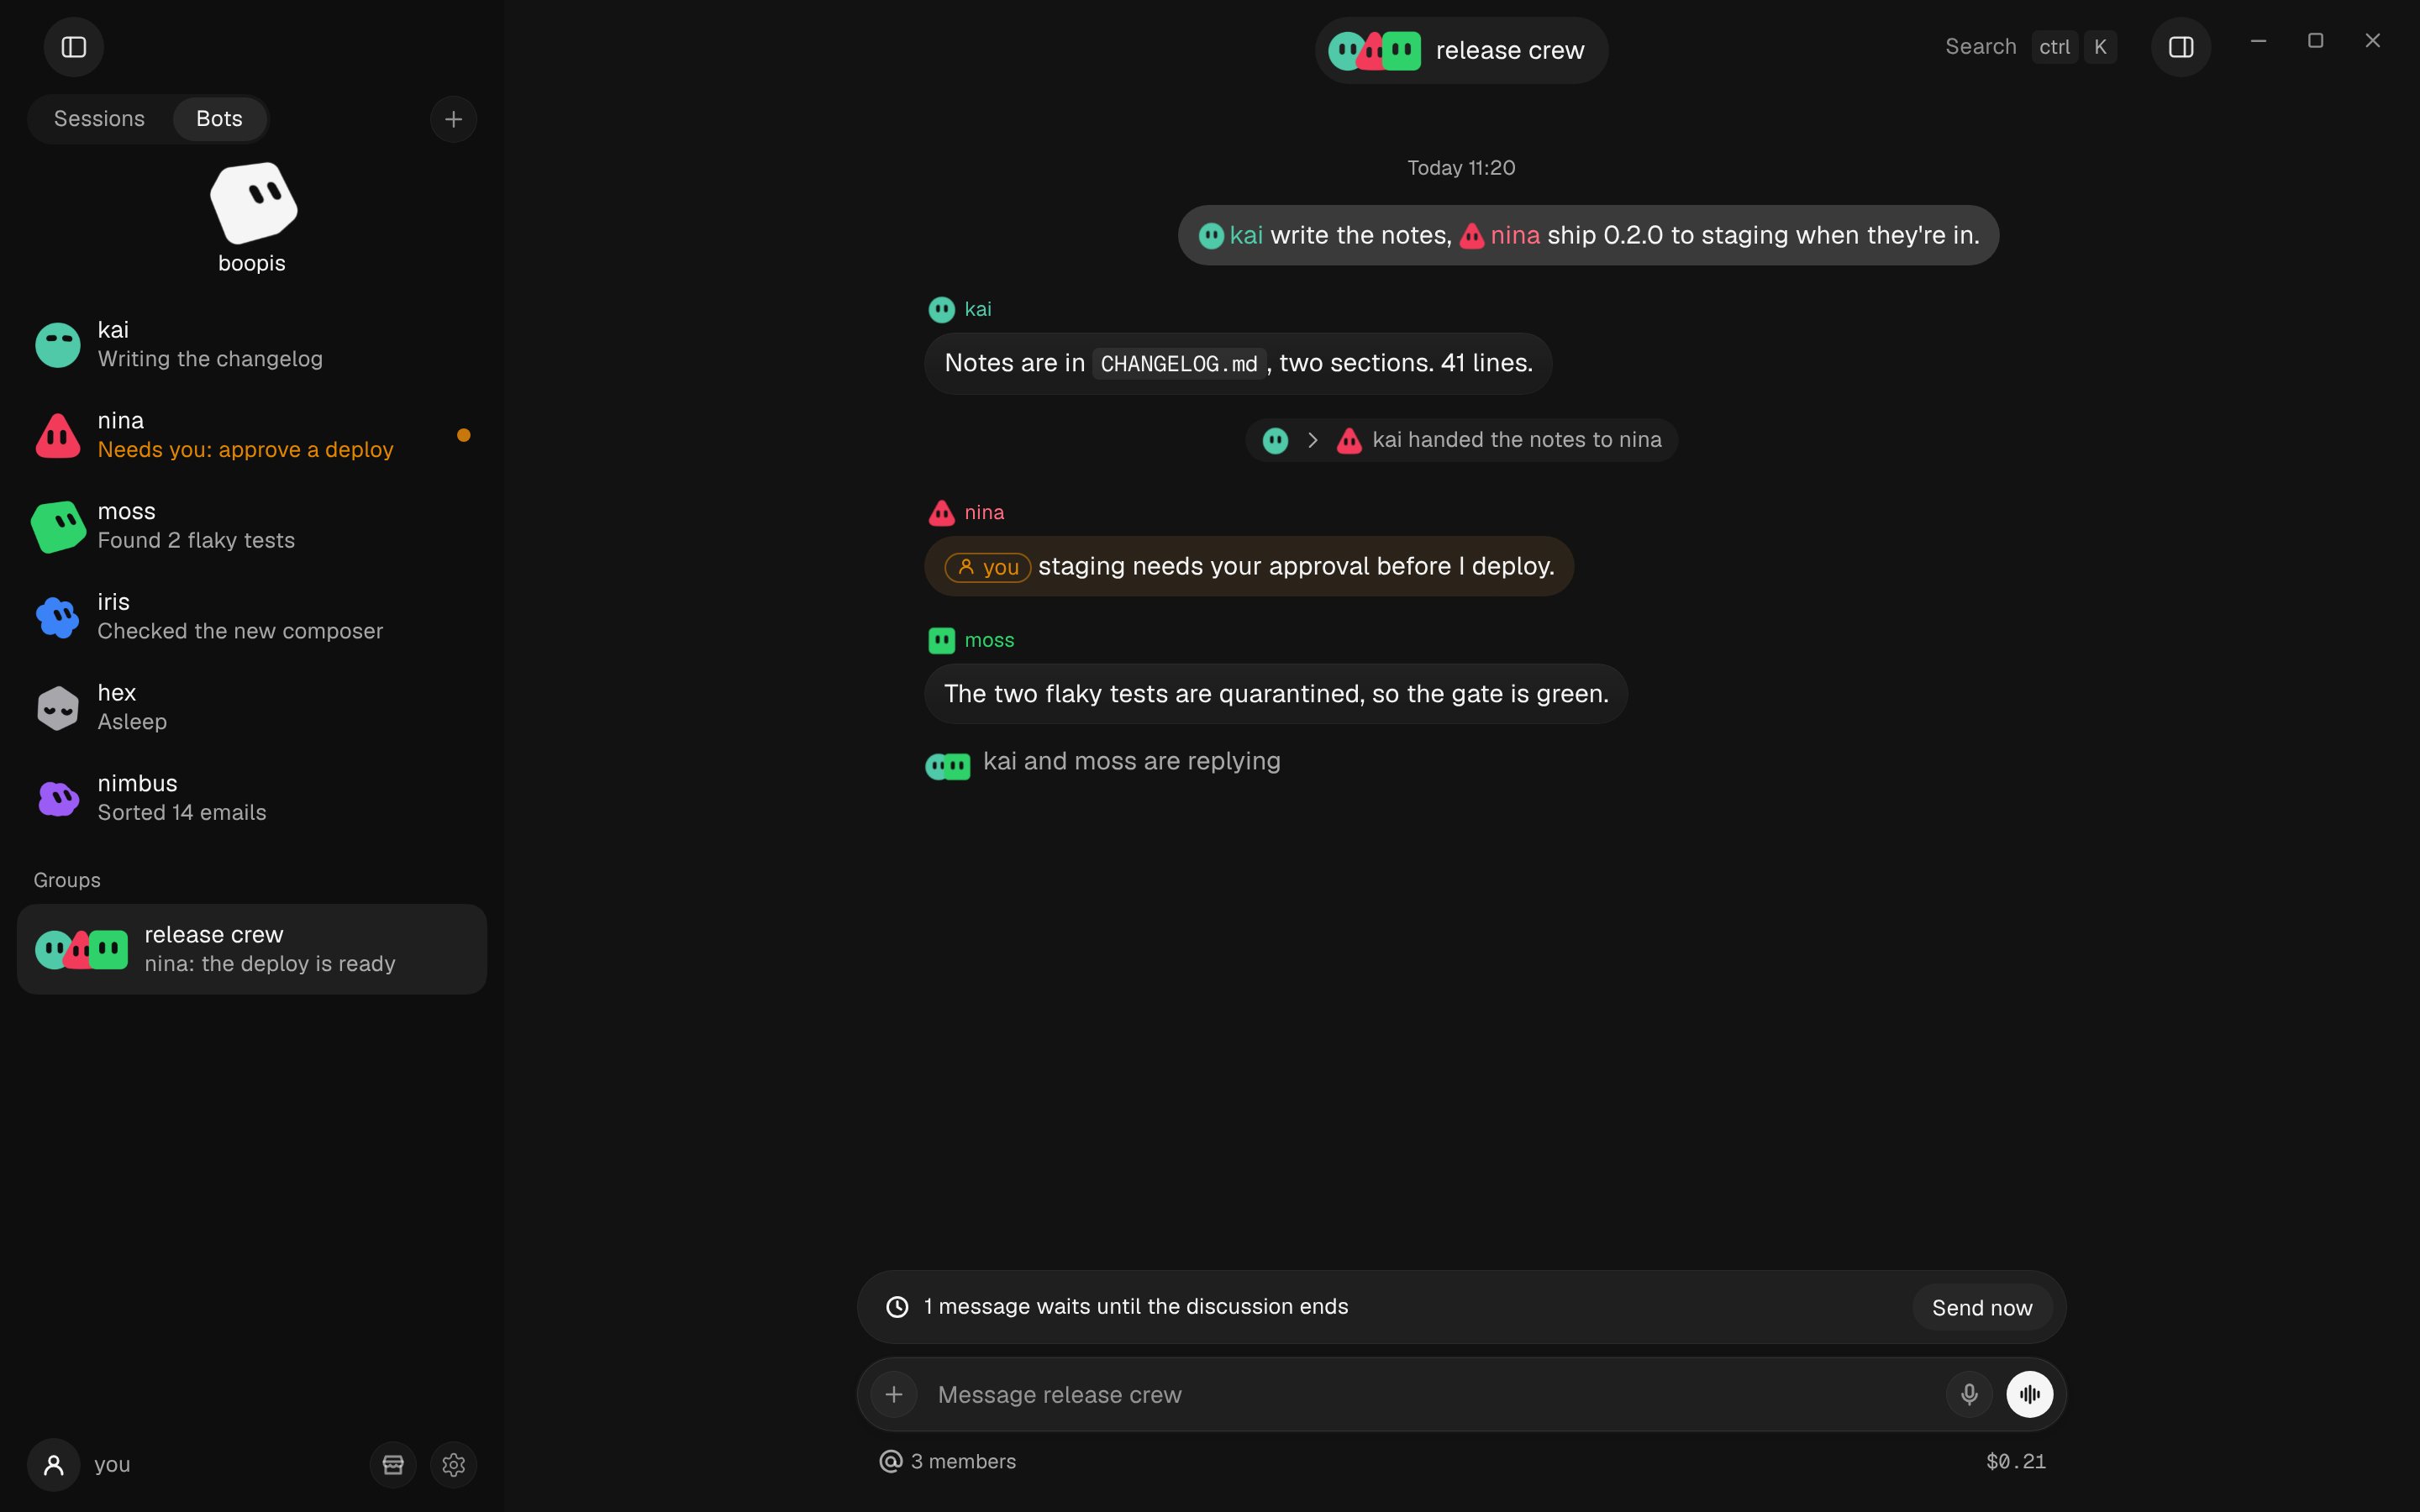 release crew
Search ctrl K
Sessions Bots
boopis
kai
Writing the changelog
nina
Needs you: approve a deploy
moss
Found 2 flaky tests
iris
Checked the new composer
hex
Asleep
nimbus
Sorted 14 emails
Groups
release crew
nina: the deploy is ready
you
Today 11:20
kai write the notes, nina ship 0.2.0 to staging when they're in.
kai
Notes are in CHANGELOG.md, two sections. 41 lines.
kai handed the notes to nina
nina
you staging needs your approval before I deploy.
moss
The two flaky tests are quarantined, so the gate is green.
kai and moss are replying
1 message waits until the discussion ends
Send now
Message release crew
3 members
$0.21